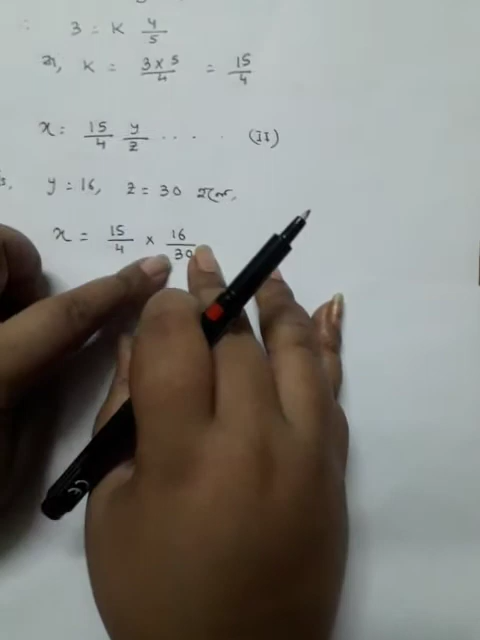 3 = K 4/5
বা, K = 3×5/4 = 15/4
x = 15/4 y/z .... (II)
y = 16, z = 30 হলে,
x = 15/4 × 16/30